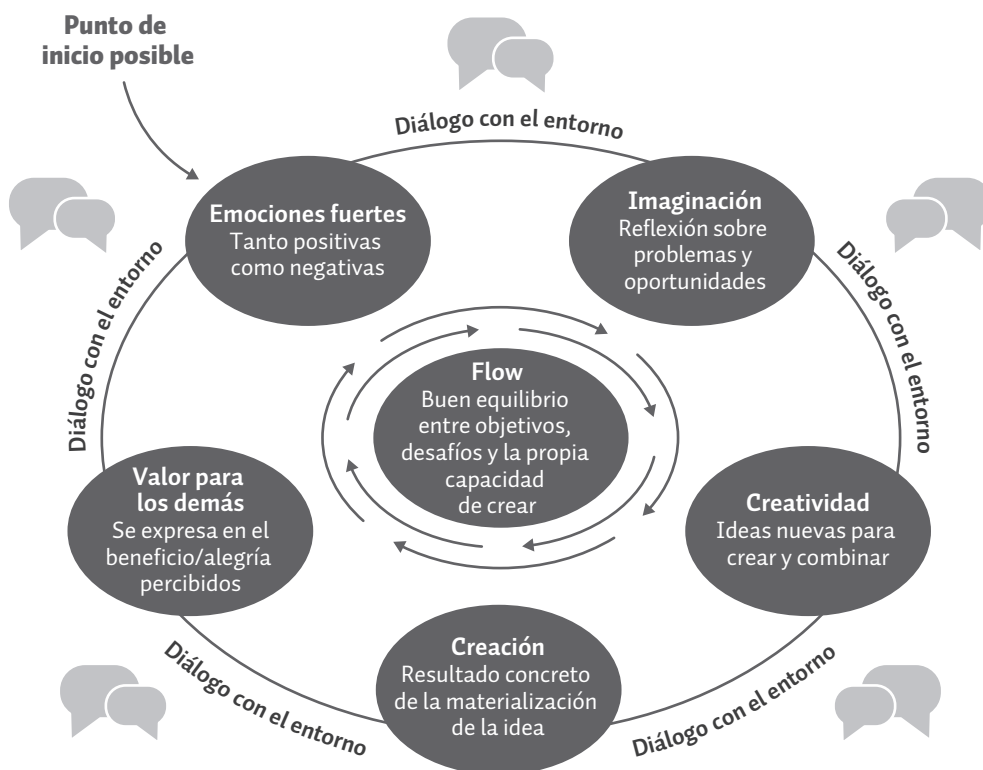 Punto de
inicio posible
Diálogo con el entorno
Emociones fuertes
Tanto positivas
como negativas
Imaginación
Reflexión sobre
problemas y
oportunidades
Diálogo con el entorno
Diálogo con el entorno
Flow
Buen equilibrio
entre objetivos,
desafíos y la propia
capacidad
de crear
Valor para
los demás
Se expresa en el
beneficio/alegría
percibidos
Creatividad
Ideas nuevas para
crear y combinar
Creación
Resultado concreto
de la materialización
de la idea
Diálogo con el entorno
Diálogo con el entorno